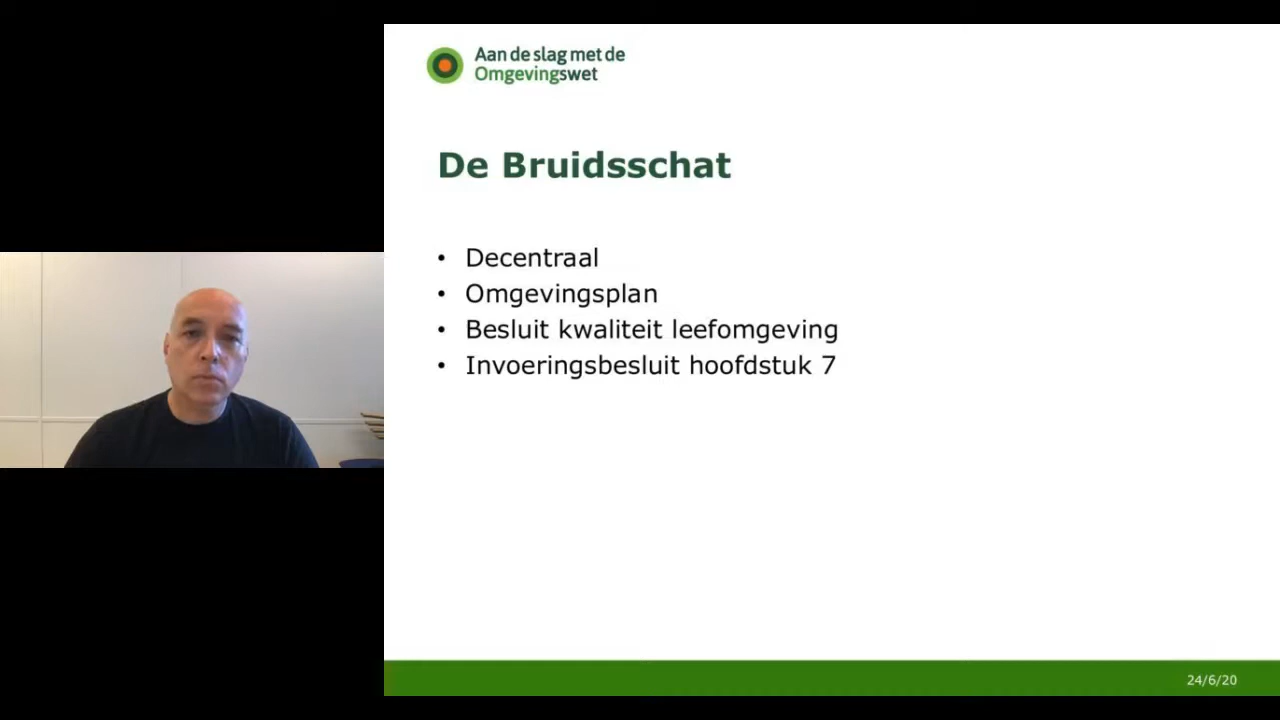 Aan de slag met de
Omgevingswet
De Bruidsschat
• Decentraal
• Omgevingsplan
• Besluit kwaliteit leefomgeving
• Invoeringsbesluit hoofdstuk 7
24/6/20